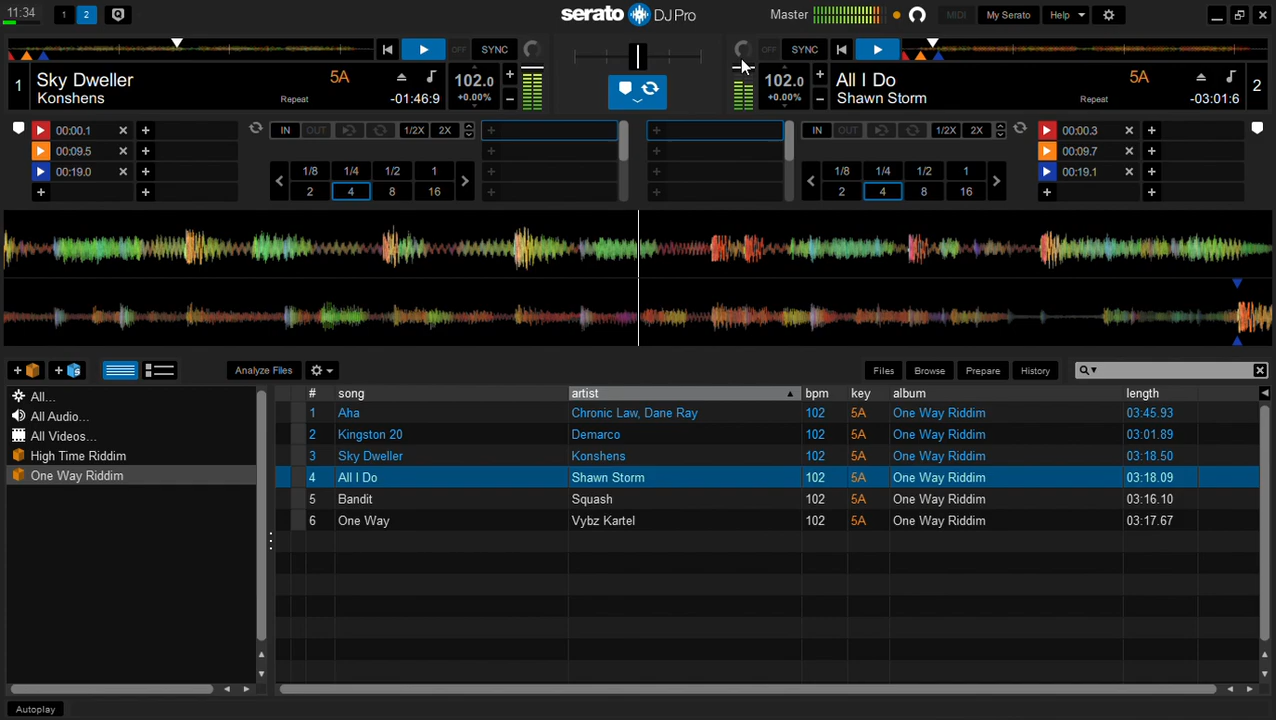 11:34
1
2
serato DJ Pro
Master
MIDI
My Serato
Help
OFF
SYNC
OFF
SYNC
1
Sky Dweller
Konshens
5A
Repeat
-01:46:9
102.0
+0.00%
102.0
+0.00%
All I Do
Shawn Storm
5A
Repeat
-03:01:6
2
00:00.1
00:09.5
00:19.0
IN
OUT
1/2X
2X
1/8
1/4
1/2
1
2
4
8
16
IN
OUT
1/2X
2X
1/8
1/4
1/2
1
2
4
8
16
00:00.3
00:09.7
00:19.1
Analyze Files
Files
Browse
Prepare
History
All...
All Audio...
All Videos...
High Time Riddim
One Way Riddim
# song artist bpm key album length
1 Aha Chronic Law, Dane Ray 102 5A One Way Riddim 03:45.93
2 Kingston 20 Demarco 102 5A One Way Riddim 03:01.89
3 Sky Dweller Konshens 102 5A One Way Riddim 03:18.50
4 All I Do Shawn Storm 102 5A One Way Riddim 03:18.09
5 Bandit Squash 102 5A One Way Riddim 03:16.10
6 One Way Vybz Kartel 102 5A One Way Riddim 03:17.67
Autoplay